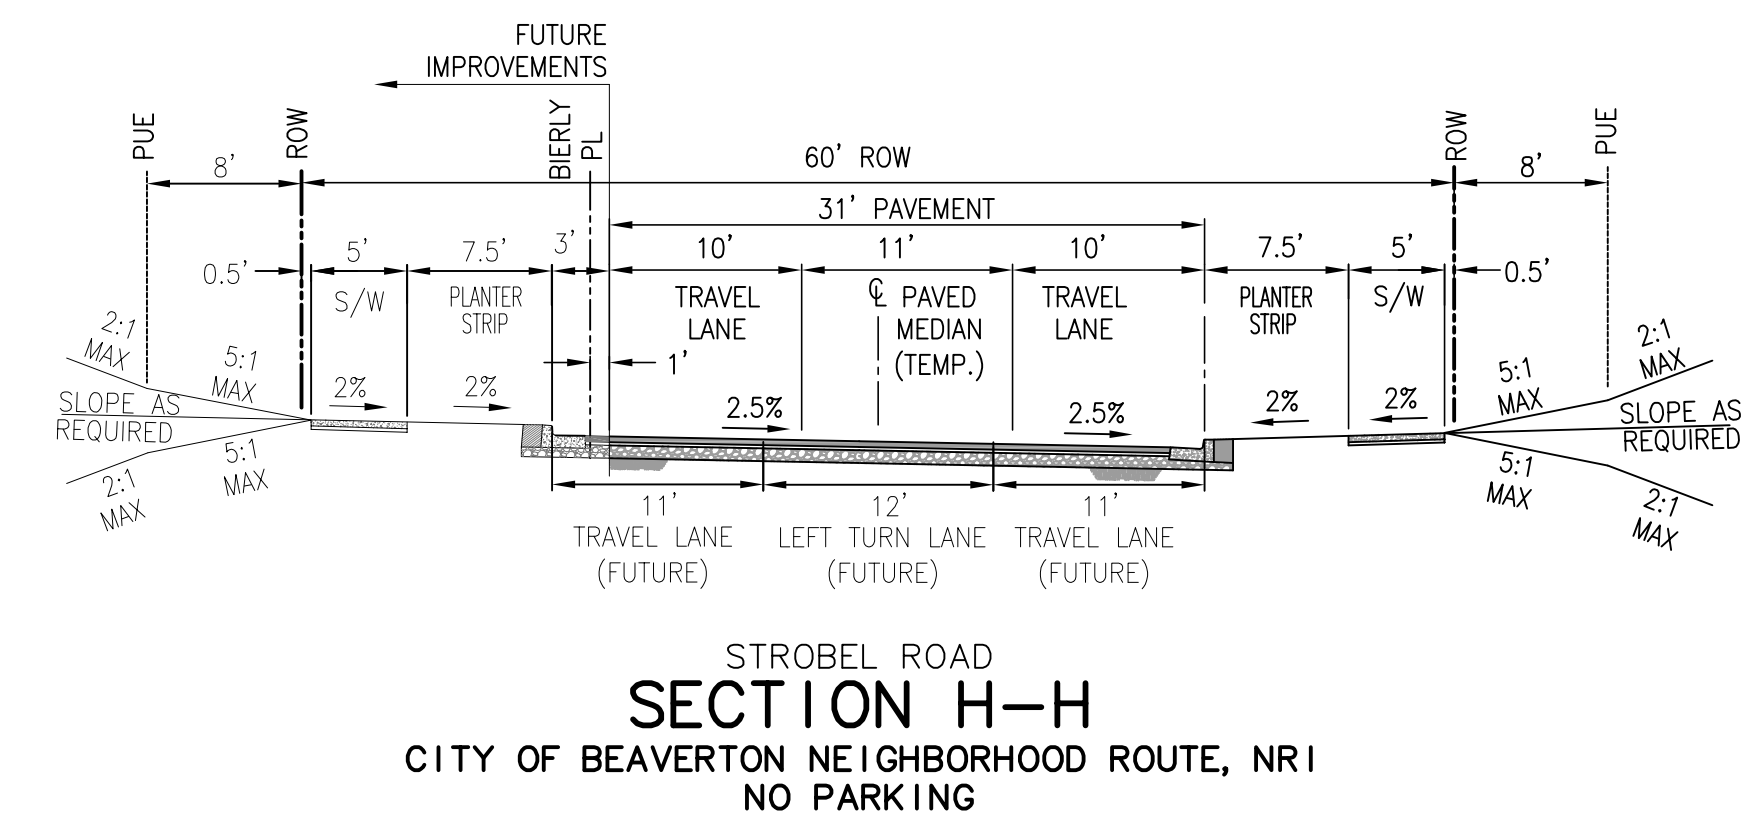 FUTURE
IMPROVEMENTS
PUE
ROW
BIERLY
PL
ROW
PUE
8'
60' ROW
8'
31' PAVEMENT
0.5'
5'
7.5'
3'
10'
11'
10'
7.5'
5'
0.5'
S/W
PLANTER
STRIP
TRAVEL
LANE
℄ PAVED
MEDIAN
(TEMP.)
TRAVEL
LANE
PLANTER
STRIP
S/W
1'
2:1
MAX
5:1
MAX
SLOPE AS
REQUIRED
5:1
MAX
2:1
MAX
2%
2%
2.5%
2.5%
2%
2%
5:1
MAX
2:1
MAX
SLOPE AS
REQUIRED
5:1
MAX
2:1
MAX
11'
TRAVEL LANE
(FUTURE)
12'
LEFT TURN LANE
(FUTURE)
11'
TRAVEL LANE
(FUTURE)
STROBEL ROAD
SECTION H-H
CITY OF BEAVERTON NEIGHBORHOOD ROUTE, NRI
NO PARKING